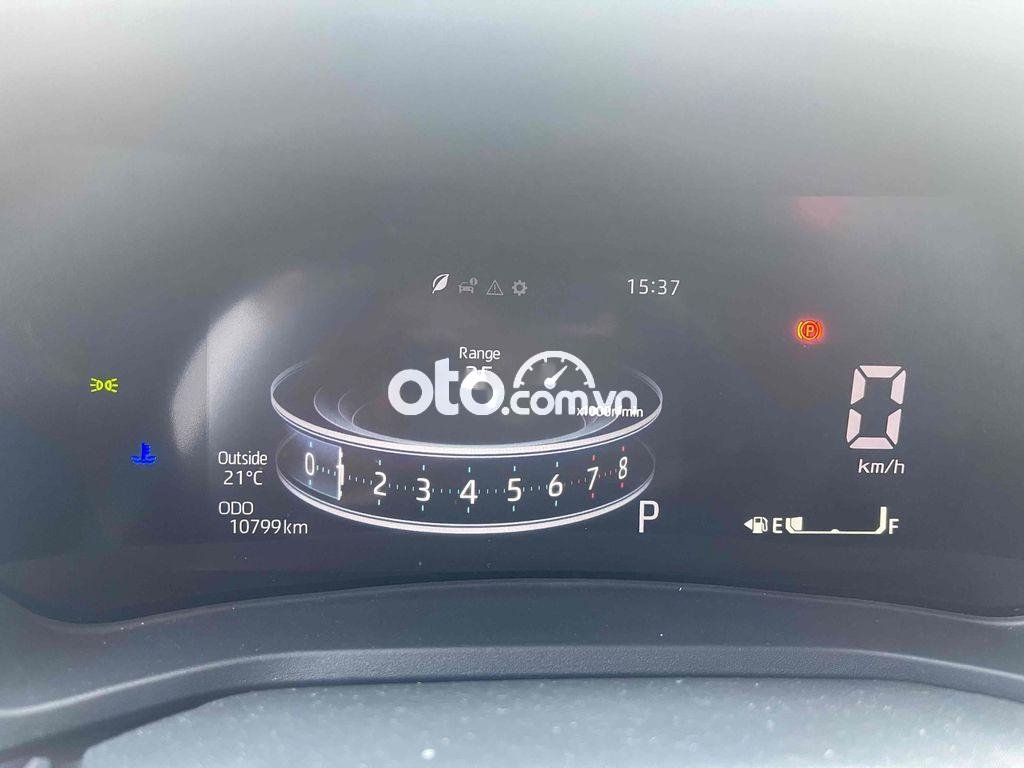 15:37
Range
oto.com.vn
x1000r/min
0 1 2 3 4 5 6 7 8
Outside
21°C
ODO
10799km
P
P
0
km/h
E F